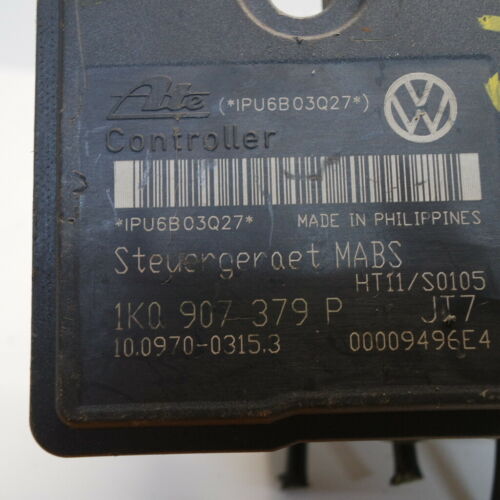 Ate (*IPU6B03Q27*)
Controller
*IPU6B03Q27* MADE IN PHILIPPINES
Steuergeraet MABS
HT11/S0105
1K0 907 379 P JI7
10.0970-0315.3 00009496E4